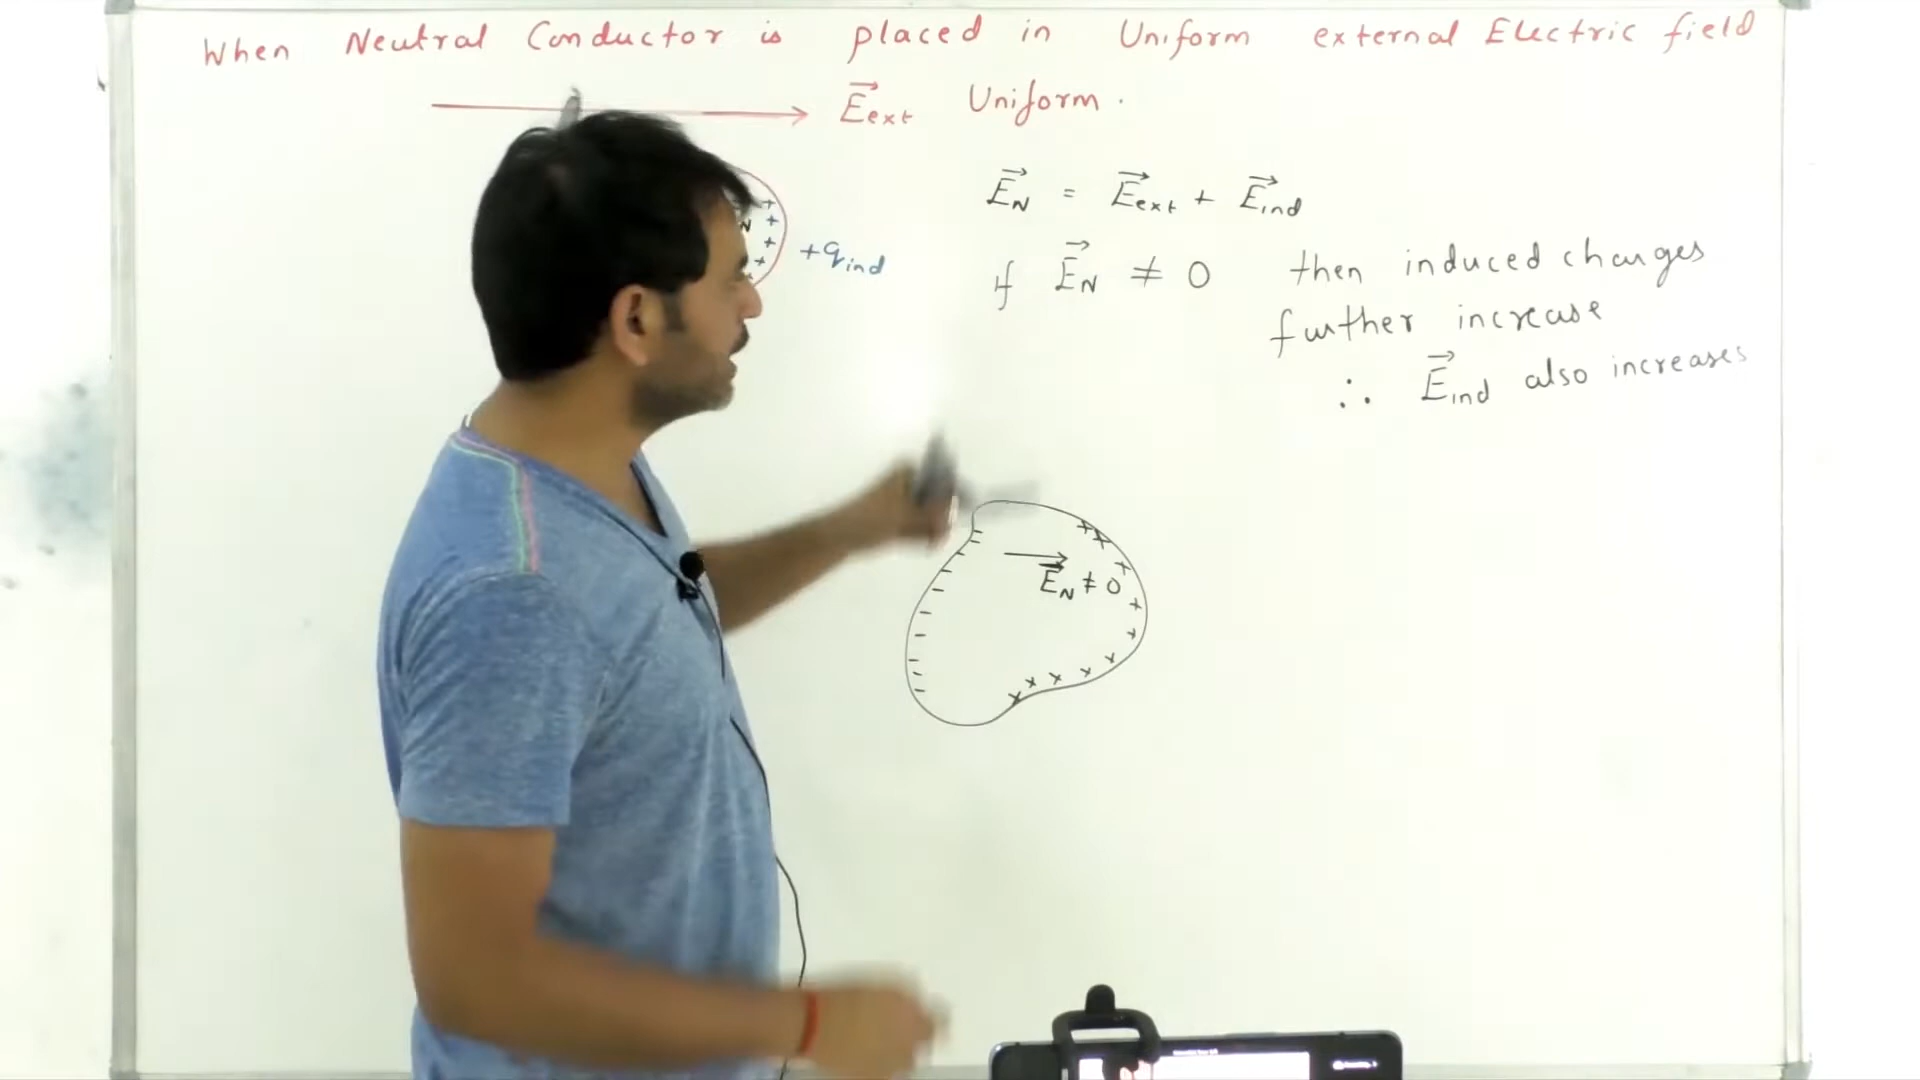 When Neutral Conductor is placed in Uniform external Electric field
E⃗ext Uniform.
E⃗N = E⃗ext + E⃗ind
N
+qind
If E⃗N ≠ 0 then induced charges
further increase
∴ E⃗ind also increases
E⃗N ≠ 0